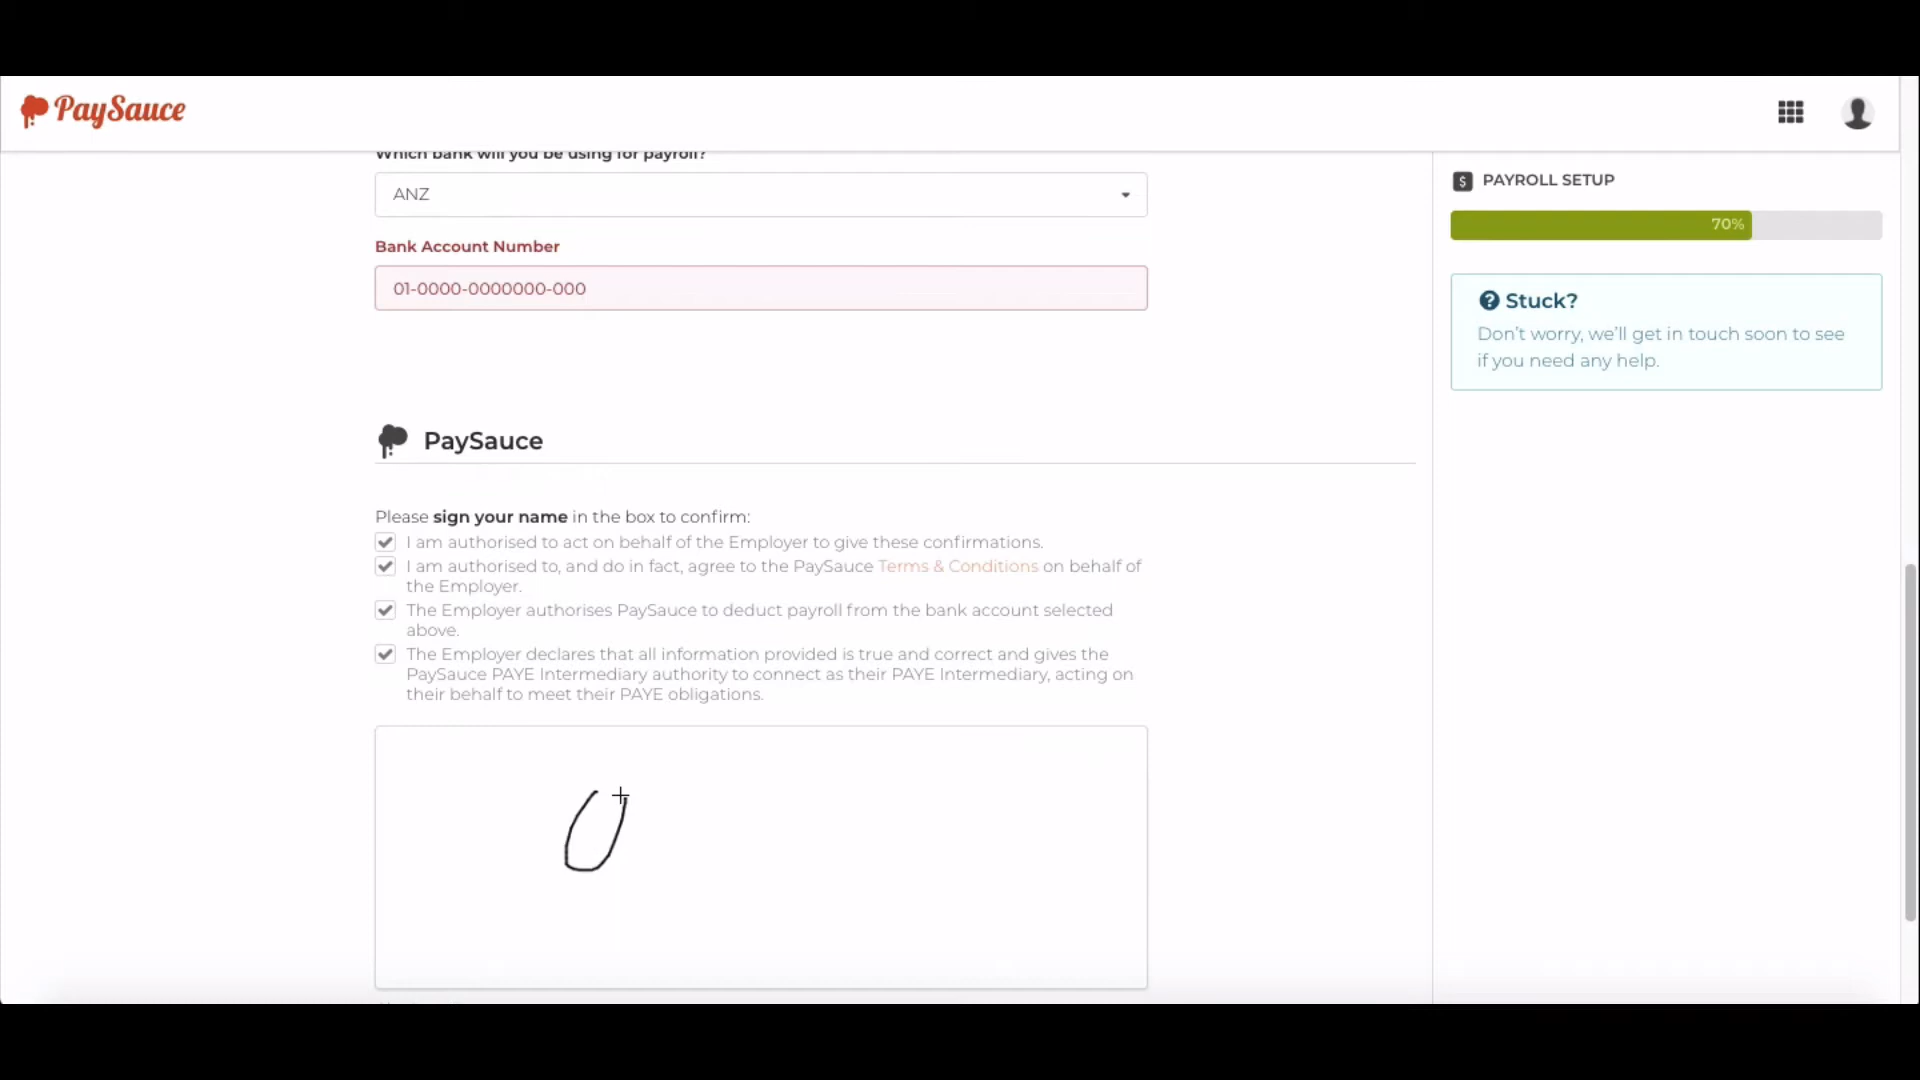 PaySauce
Which bank will you be using for payroll?
ANZ
Bank Account Number
01-0000-0000000-000
PaySauce
Please sign your name in the box to confirm:
I am authorised to act on behalf of the Employer to give these confirmations.
I am authorised to, and do in fact, agree to the PaySauce Terms & Conditions on behalf of
the Employer.
The Employer authorises PaySauce to deduct payroll from the bank account selected
above.
The Employer declares that all information provided is true and correct and gives the
PaySauce PAYE Intermediary authority to connect as their PAYE Intermediary, acting on
their behalf to meet their PAYE obligations.
PAYROLL SETUP
70%
Stuck?
Don't worry, we'll get in touch soon to see
if you need any help.